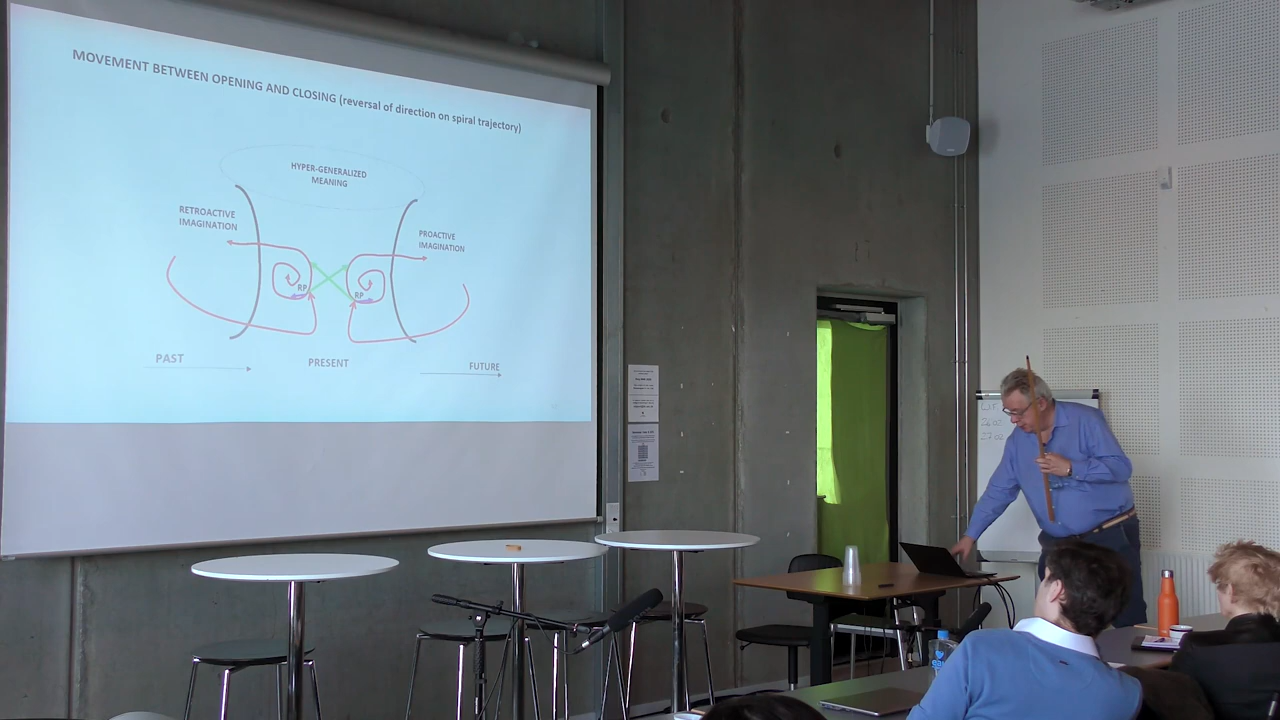 MOVEMENT BETWEEN OPENING AND CLOSING (reversal of direction on spiral trajectory)
HYPER-GENERALIZED
MEANING
RETROACTIVE
IMAGINATION
PROACTIVE
IMAGINATION
RP
RP
PAST
PRESENT
FUTURE